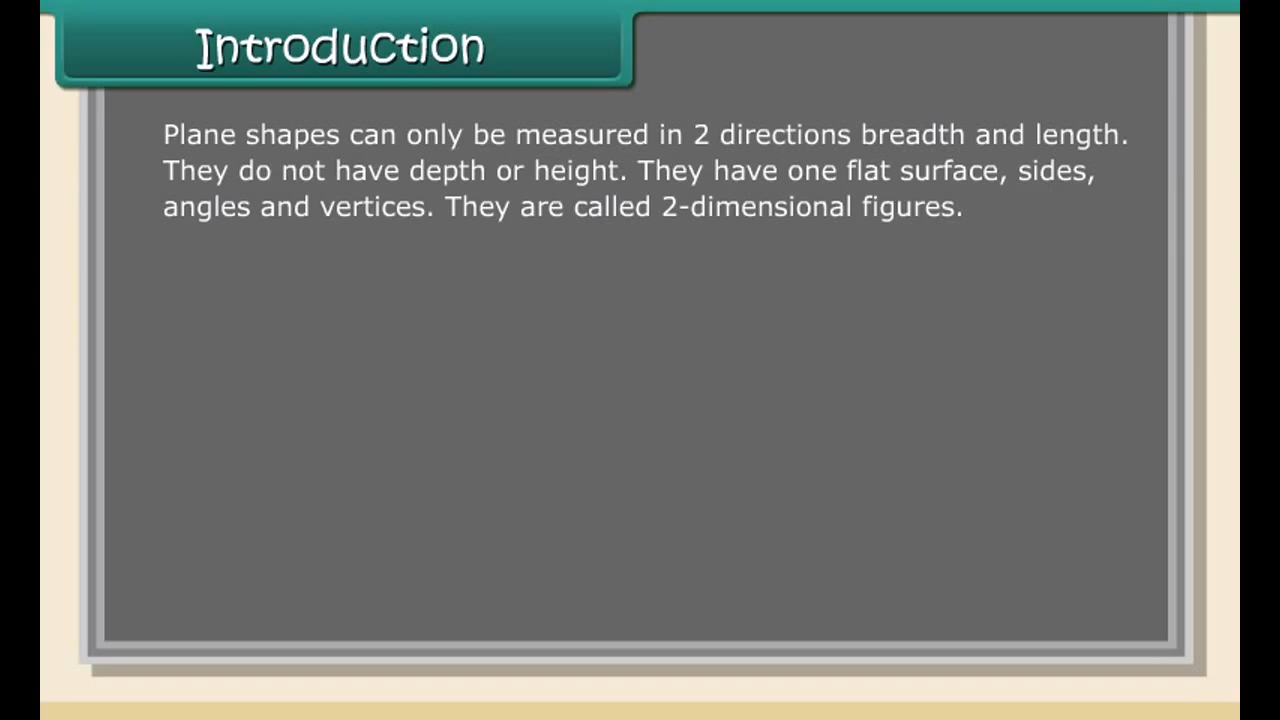 Introduction
Plane shapes can only be measured in 2 directions breadth and length.
They do not have depth or height. They have one flat surface, sides,
angles and vertices. They are called 2-dimensional figures.